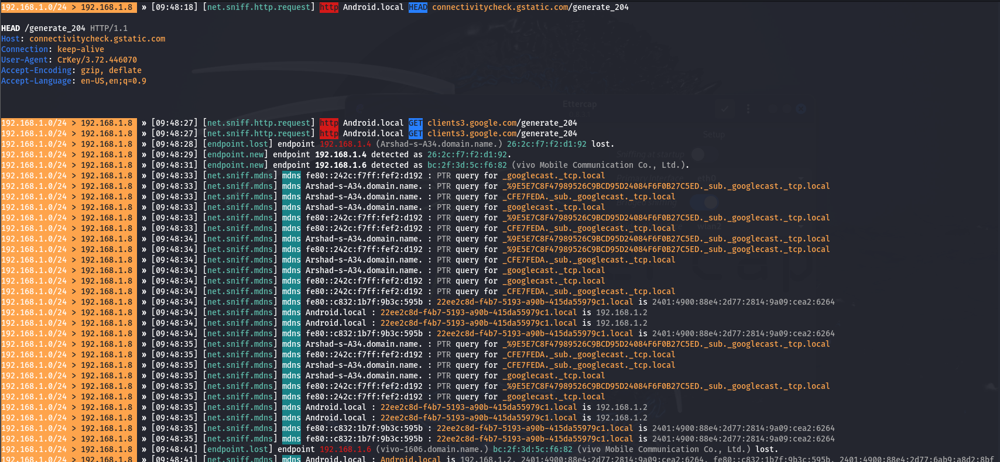 192.168.1.0/24 > 192.168.1.8 » [09:48:18] [net.sniff.http.request] http Android.local HEAD connectivitycheck.gstatic.com/generate_204
HEAD /generate_204 HTTP/1.1
Host: connectivitycheck.gstatic.com
Connection: keep-alive
User-Agent: CrKey/3.72.446070
Accept-Encoding: gzip, deflate
Accept-Language: en-US,en;q=0.9
Ettercap
192.168.1.0/24 > 192.168.1.8 » [09:48:27] [net.sniff.http.request] http Android.local GET clients3.google.com/generate_204
192.168.1.0/24 > 192.168.1.8 » [09:48:27] [net.sniff.http.request] http Android.local GET clients3.google.com/generate_204
Setup
192.168.1.0/24 > 192.168.1.8 » [09:48:28] [endpoint.lost] endpoint 192.168.1.4 (Arshad-s-A34.domain.name.) 26:2c:f7:f2:d1:92 lost.
192.168.1.0/24 > 192.168.1.8 » [09:48:29] [endpoint.new] endpoint 192.168.1.4 detected as 26:2c:f7:f2:d1:92.
Sniffing at startup
192.168.1.0/24 > 192.168.1.8 » [09:48:31] [endpoint.new] endpoint 192.168.1.6 detected as bc:2f:3d:5c:f6:82 (vivo Mobile Communication Co., Ltd.).
192.168.1.0/24 > 192.168.1.8 » [09:48:33] [net.sniff.mdns] mdns fe80::242c:f7ff:fef2:d192 : PTR query for _googlecast._tcp.local
Primary Interface eth0
192.168.1.0/24 > 192.168.1.8 » [09:48:33] [net.sniff.mdns] mdns Arshad-s-A34.domain.name. : PTR query for _%9E5E7C8F47989526C9BCD95D24084F6F0B27C5ED._sub._googlecast._tcp.local
192.168.1.0/24 > 192.168.1.8 » [09:48:33] [net.sniff.mdns] mdns Arshad-s-A34.domain.name. : PTR query for _CFE7FEDA._sub._googlecast._tcp.local
192.168.1.0/24 > 192.168.1.8 » [09:48:33] [net.sniff.mdns] mdns Arshad-s-A34.domain.name. : PTR query for _googlecast._tcp.local
192.168.1.0/24 > 192.168.1.8 » [09:48:33] [net.sniff.mdns] mdns fe80::242c:f7ff:fef2:d192 : PTR query for _%9E5E7C8F47989526C9BCD95D24084F6F0B27C5ED._sub._googlecast._tcp.local
192.168.1.0/24 > 192.168.1.8 » [09:48:33] [net.sniff.mdns] mdns fe80::242c:f7ff:fef2:d192 : PTR query for _CFE7FEDA._sub._googlecast._tcp.local
wlan2
192.168.1.0/24 > 192.168.1.8 » [09:48:34] [net.sniff.mdns] mdns Arshad-s-A34.domain.name. : PTR query for _%9E5E7C8F47989526C9BCD95D24084F6F0B27C5ED._sub._googlecast._tcp.local
192.168.1.0/24 > 192.168.1.8 » [09:48:34] [net.sniff.mdns] mdns fe80::242c:f7ff:fef2:d192 : PTR query for _%9E5E7C8F47989526C9BCD95D24084F6F0B27C5ED._sub._googlecast._tcp.local
192.168.1.0/24 > 192.168.1.8 » [09:48:34] [net.sniff.mdns] mdns Arshad-s-A34.domain.name. : PTR query for _CFE7FEDA._sub._googlecast._tcp.local
192.168.1.0/24 > 192.168.1.8 » [09:48:34] [net.sniff.mdns] mdns Arshad-s-A34.domain.name. : PTR query for _googlecast._tcp.local
192.168.1.0/24 > 192.168.1.8 » [09:48:34] [net.sniff.mdns] mdns fe80::242c:f7ff:fef2:d192 : PTR query for _googlecast._tcp.local
192.168.1.0/24 > 192.168.1.8 » [09:48:34] [net.sniff.mdns] mdns fe80::242c:f7ff:fef2:d192 : PTR query for _CFE7FEDA._sub._googlecast._tcp.local
192.168.1.0/24 > 192.168.1.8 » [09:48:34] [net.sniff.mdns] mdns fe80::c832:1b7f:9b3c:595b : 22ee2c8d-f4b7-5193-a90b-415da55979c1.local is 2401:4900:88e4:2d77:2814:9a09:cea2:6264
192.168.1.0/24 > 192.168.1.8 » [09:48:34] [net.sniff.mdns] mdns Android.local : 22ee2c8d-f4b7-5193-a90b-415da55979c1.local is 192.168.1.2
192.168.1.0/24 > 192.168.1.8 » [09:48:34] [net.sniff.mdns] mdns Android.local : 22ee2c8d-f4b7-5193-a90b-415da55979c1.local is 192.168.1.2
192.168.1.0/24 > 192.168.1.8 » [09:48:34] [net.sniff.mdns] mdns fe80::c832:1b7f:9b3c:595b : 22ee2c8d-f4b7-5193-a90b-415da55979c1.local is 2401:4900:88e4:2d77:2814:9a09:cea2:6264
192.168.1.0/24 > 192.168.1.8 » [09:48:35] [net.sniff.mdns] mdns Arshad-s-A34.domain.name. : PTR query for _%9E5E7C8F47989526C9BCD95D24084F6F0B27C5ED._sub._googlecast._tcp.local
192.168.1.0/24 > 192.168.1.8 » [09:48:35] [net.sniff.mdns] mdns fe80::242c:f7ff:fef2:d192 : PTR query for _CFE7FEDA._sub._googlecast._tcp.local
192.168.1.0/24 > 192.168.1.8 » [09:48:35] [net.sniff.mdns] mdns Arshad-s-A34.domain.name. : PTR query for _CFE7FEDA._sub._googlecast._tcp.local
192.168.1.0/24 > 192.168.1.8 » [09:48:35] [net.sniff.mdns] mdns Arshad-s-A34.domain.name. : PTR query for _googlecast._tcp.local
192.168.1.0/24 > 192.168.1.8 » [09:48:35] [net.sniff.mdns] mdns fe80::242c:f7ff:fef2:d192 : PTR query for _%9E5E7C8F47989526C9BCD95D24084F6F0B27C5ED._sub._googlecast._tcp.local
192.168.1.0/24 > 192.168.1.8 » [09:48:35] [net.sniff.mdns] mdns fe80::242c:f7ff:fef2:d192 : PTR query for _googlecast._tcp.local
192.168.1.0/24 > 192.168.1.8 » [09:48:35] [net.sniff.mdns] mdns Android.local : 22ee2c8d-f4b7-5193-a90b-415da55979c1.local is 192.168.1.2
192.168.1.0/24 > 192.168.1.8 » [09:48:35] [net.sniff.mdns] mdns Android.local : 22ee2c8d-f4b7-5193-a90b-415da55979c1.local is 192.168.1.2
192.168.1.0/24 > 192.168.1.8 » [09:48:35] [net.sniff.mdns] mdns fe80::c832:1b7f:9b3c:595b : 22ee2c8d-f4b7-5193-a90b-415da55979c1.local is 2401:4900:88e4:2d77:2814:9a09:cea2:6264
192.168.1.0/24 > 192.168.1.8 » [09:48:35] [net.sniff.mdns] mdns fe80::c832:1b7f:9b3c:595b : 22ee2c8d-f4b7-5193-a90b-415da55979c1.local is 2401:4900:88e4:2d77:2814:9a09:cea2:6264
192.168.1.0/24 > 192.168.1.8 » [09:48:41] [endpoint.lost] endpoint 192.168.1.6 (vivo-1606.domain.name.) bc:2f:3d:5c:f6:82 (vivo Mobile Communication Co., Ltd.) lost.
192.168.1.0/24 > 192.168.1.8 » [09:48:41] [net.sniff.mdns] mdns Android.local : Android.local is 192.168.1.2, 2401:4900:88e4:2d77:2814:9a09:cea2:6264, fe80::c832:1b7f:9b3c:595b, 2401:4900:88e4:2d77:6ab9:a8d2:8bf